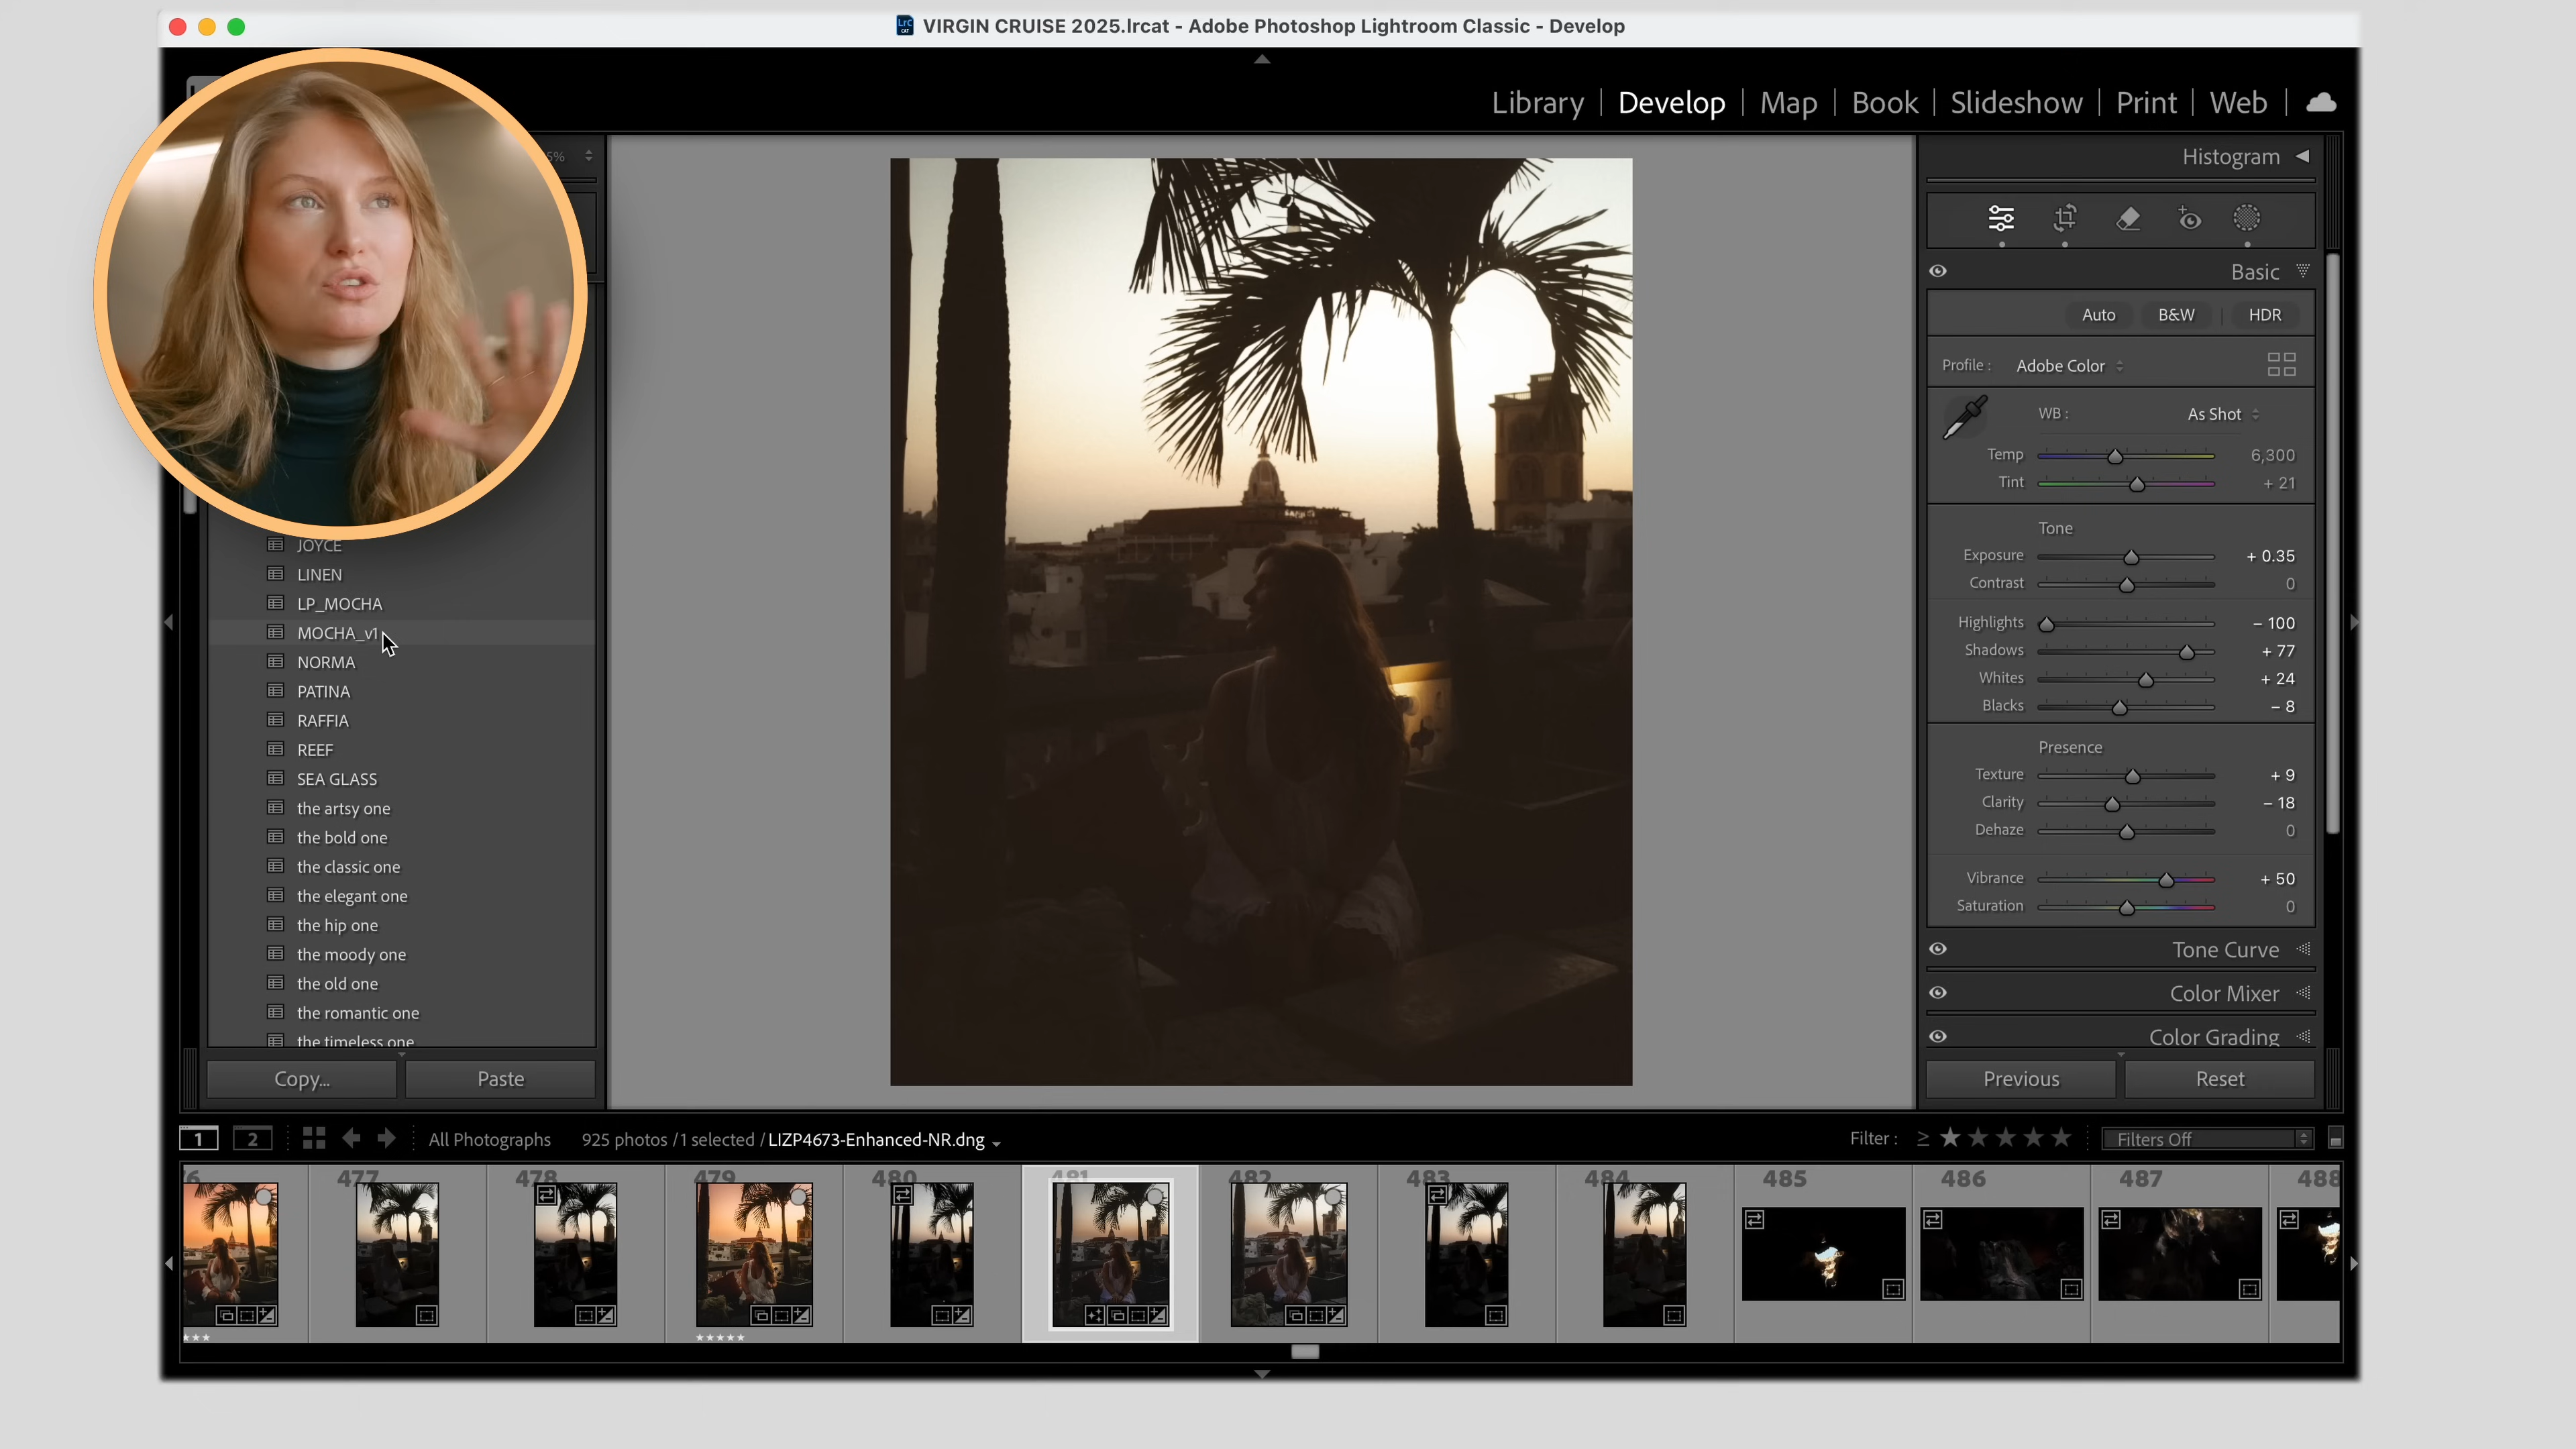 VIRGIN CRUISE 2025.lrcat - Adobe Photoshop Lightroom Classic - Develop
Library | Develop | Map | Book | Slideshow | Print | Web |
5%
JOYCE
LINEN
LP_MOCHA
MOCHA_v1
NORMA
PATINA
RAFFIA
REEF
SEA GLASS
the artsy one
the bold one
the classic one
the elegant one
the hip one
the moody one
the old one
the romantic one
the timeless one
Copy...
Paste
Histogram
Basic
Auto B&W | HDR
Profile : Adobe Color
WB : As Shot
Temp 6,300
Tint + 21
Tone
Exposure + 0.35
Contrast 0
Highlights – 100
Shadows + 77
Whites + 24
Blacks – 8
Presence
Texture + 9
Clarity – 18
Dehaze 0
Vibrance + 50
Saturation 0
Tone Curve
Color Mixer
Color Grading
Previous
Reset
1 2 All Photographs 925 photos /1 selected /LIZP4673-Enhanced-NR.dng
Filter : ≥ ★★★★★ Filters Off
6 477 478 479 480 481 482 483 484 485 486 487 488